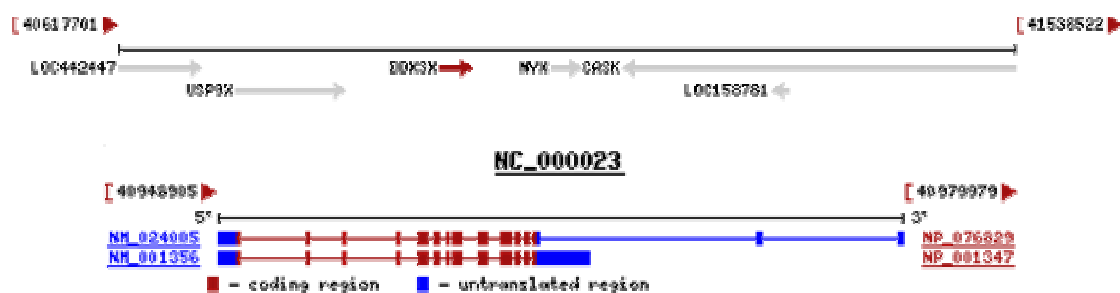 [ 40617701
[ 41538522
LOC442447
DDX3X
NYX
CASK
USP9X
LOC158781
NC_000023
[ 40948905
[ 40979979
5"
3"
NM_024005
NP_076829
NM_001356
NP_001347
- coding region
- untranslated region